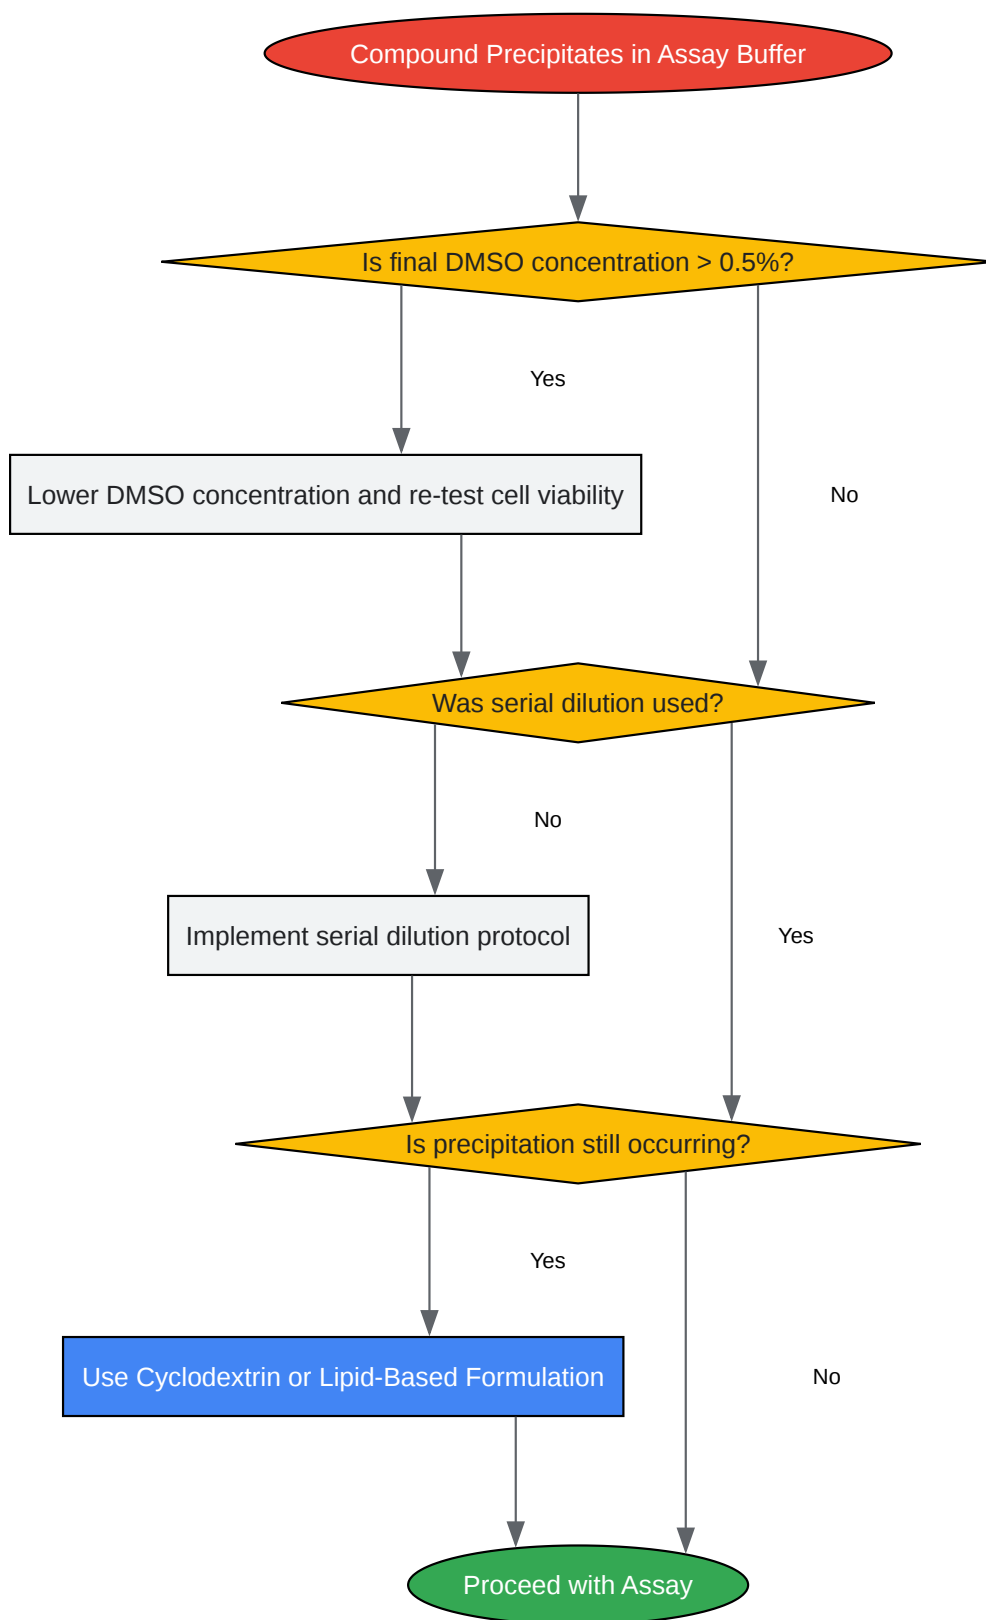 Compound Precipitates in Assay Buffer
Is final DMSO concentration > 0.5%?
Yes
Lower DMSO concentration and re-test cell viability
No
Was serial dilution used?
No
Implement serial dilution protocol
Yes
Is precipitation still occurring?
Yes
Use Cyclodextrin or Lipid-Based Formulation
No
Proceed with Assay